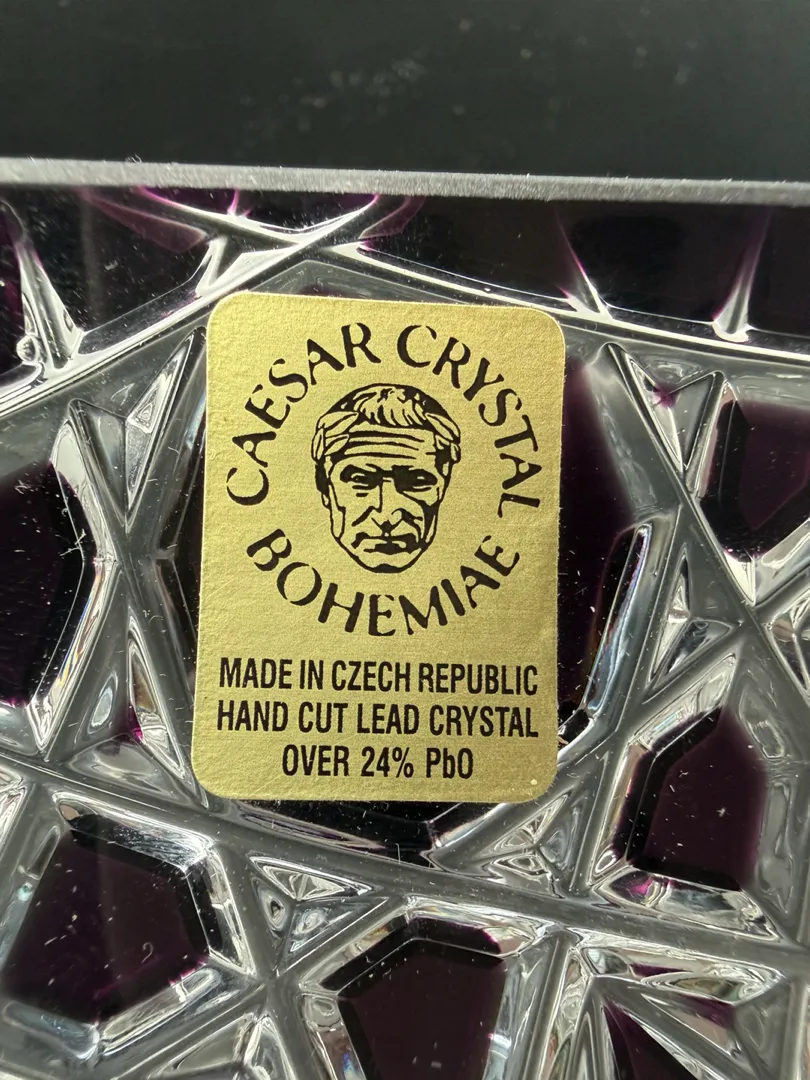 CAESAR CRYSTAL
BOHEMIAE
MADE IN CZECH REPUBLIC
HAND CUT LEAD CRYSTAL
OVER 24% PbO